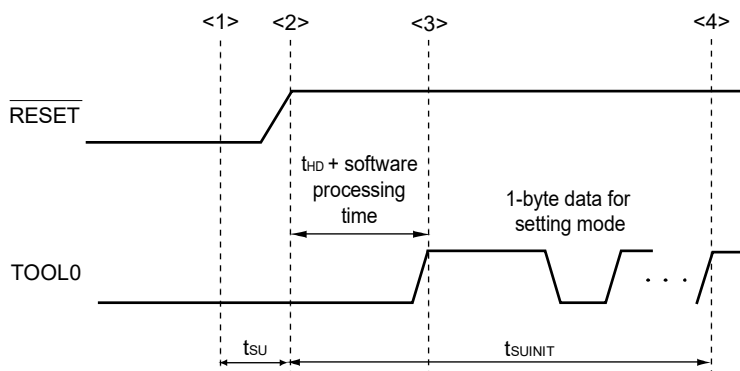 <1> <2> <3> <4>
RESET
tHD + software
processing
time
1-byte data for
setting mode
TOOL0
. . .
tSU tSUINIT